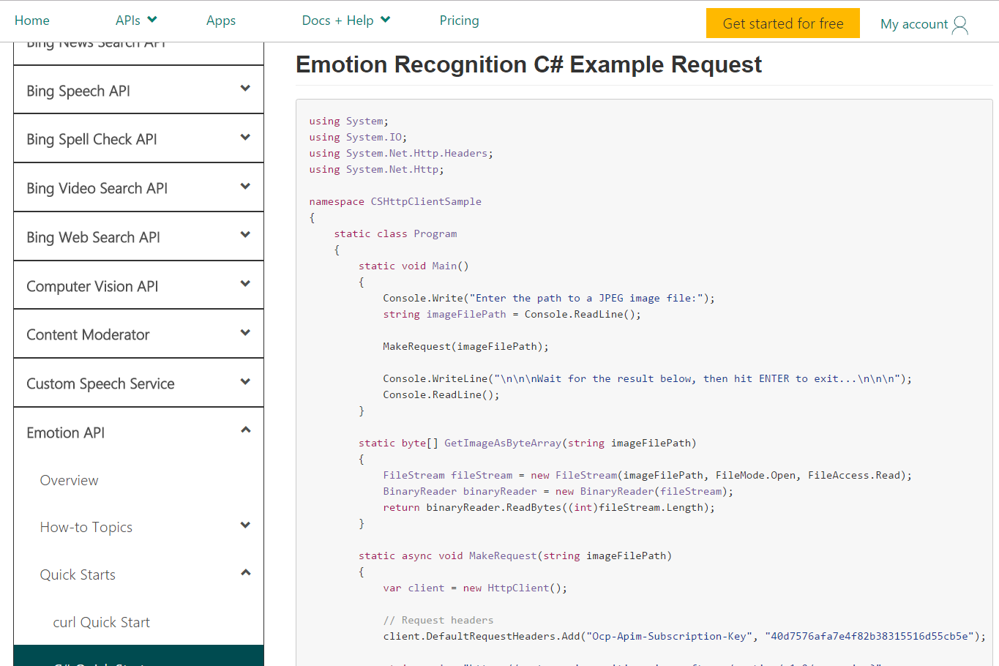 Home
APIs
Apps
Docs + Help
Pricing
Get started for free
My account
Bing News Search API
Bing Speech API
Bing Spell Check API
Bing Video Search API
Bing Web Search API
Computer Vision API
Content Moderator
Custom Speech Service
Emotion API
Overview
How-to Topics
Quick Starts
curl Quick Start
Emotion Recognition C# Example Request
using System;
using System.IO;
using System.Net.Http.Headers;
using System.Net.Http;
namespace CSHttpClientSample
{
static class Program
{
static void Main()
{
Console.Write("Enter the path to a JPEG image file:");
string imageFilePath = Console.ReadLine();
MakeRequest(imageFilePath);
Console.WriteLine("\n\n\nWait for the result below, then hit ENTER to exit...\n\n\n");
Console.ReadLine();
}
static byte[] GetImageAsByteArray(string imageFilePath)
{
FileStream fileStream = new FileStream(imageFilePath, FileMode.Open, FileAccess.Read);
BinaryReader binaryReader = new BinaryReader(fileStream);
return binaryReader.ReadBytes((int)fileStream.Length);
}
static async void MakeRequest(string imageFilePath)
{
var client = new HttpClient();
// Request headers
client.DefaultRequestHeaders.Add("Ocp-Apim-Subscription-Key", "40d7576afa7e4f82b38315516d55cb5e");